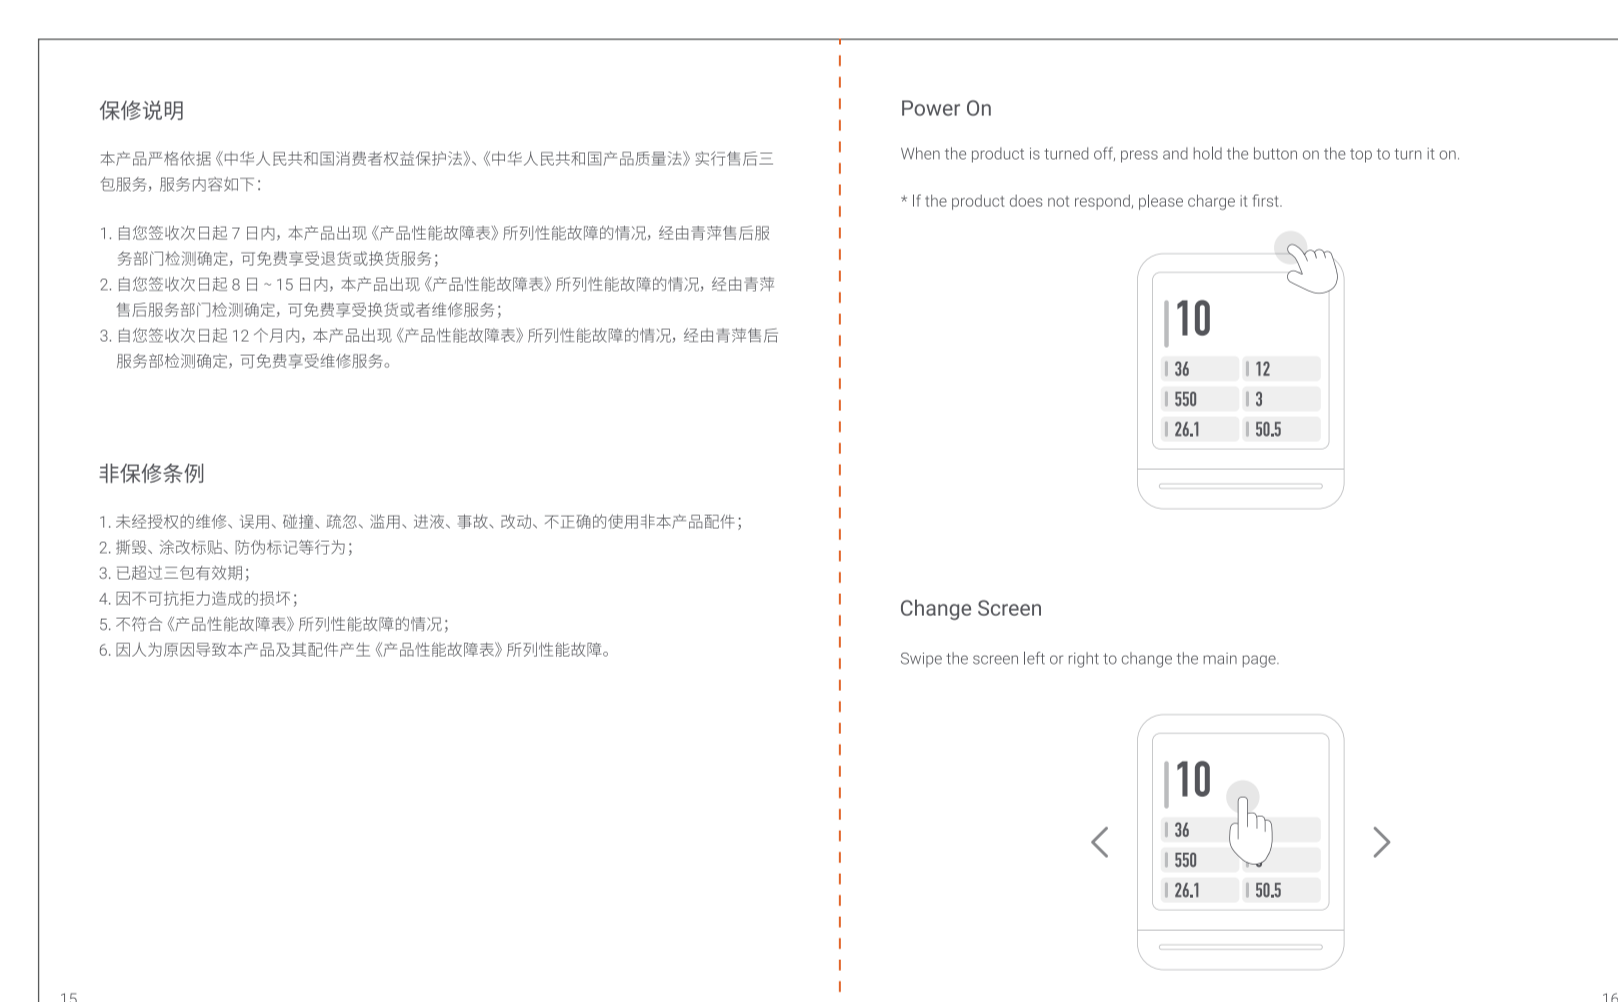 保修说明
本产品严格依据《中华人民共和国消费者权益保护法》、《中华人民共和国产品质量法》实行售后三
包服务，服务内容如下：
1. 自您签收次日起 7 日内，本产品出现《产品性能故障表》所列性能故障的情况，经由青萍售后服
务部门检测确定，可免费享受退货或换货服务；
2. 自您签收次日起 8 日 ~ 15 日内，本产品出现《产品性能故障表》所列性能故障的情况，经由青萍
售后服务部门检测确定，可免费享受换货或者维修服务；
3. 自您签收次日起 12 个月内，本产品出现《产品性能故障表》所列性能故障的情况，经由青萍售后
服务部检测确定，可免费享受维修服务。
非保修条例
1. 未经授权的维修、误用、碰撞、疏忽、滥用、进液、事故、改动、不正确的使用非本产品配件；
2. 撕毁、涂改标贴、防伪标记等行为；
3. 已超过三包有效期；
4. 因不可抗拒力造成的损坏；
5. 不符合《产品性能故障表》所列性能故障的情况；
6. 因人为原因导致本产品及其配件产生《产品性能故障表》所列性能故障。
15
Power On
When the product is turned off, press and hold the button on the top to turn it on.
* If the product does not respond, please charge it first.
10
36 12
550 3
26.1 50.5
Change Screen
Swipe the screen left or right to change the main page.
10
36
550
26.1 50.5
16